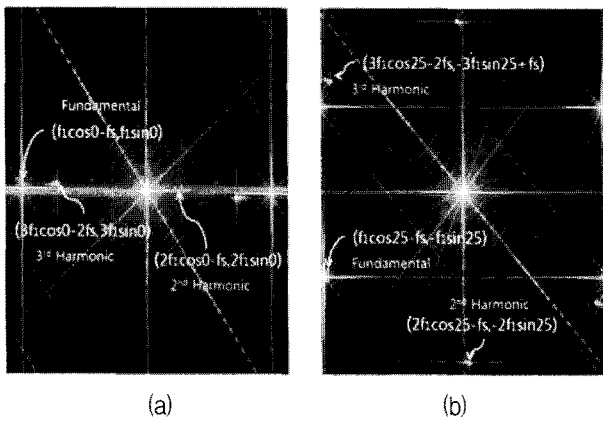 Fundamental
(f1cos0-fs,f1sin0)
(3f1cos0-2fs,3f1sin0)
3rd Harmonic
(2f1cos0-fs,2f1sin0)
2nd Harmonic
(a)
(3f1cos25-2fs,-3f1sin25+fs)
3rd Harmonic
(f1cos25-fs,-f1sin25)
Fundamental
2nd Harmonic
(2f1cos25-fs,-2f1sin25)
(b)